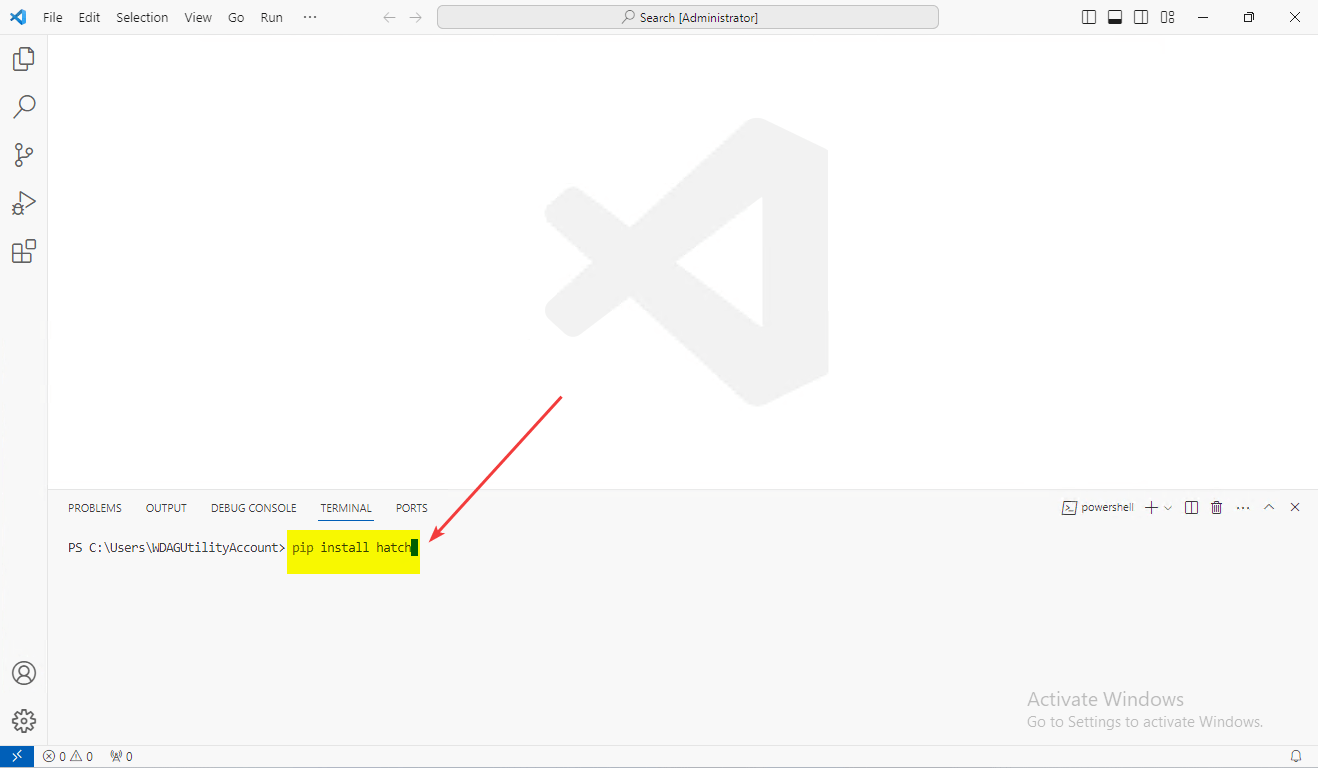 File Edit Selection View Go Run ···
Search [Administrator]
PROBLEMS OUTPUT DEBUG CONSOLE TERMINAL PORTS
powershell
PS C:\Users\WDAGUtilityAccount> pip install hatch
Activate Windows
Go to Settings to activate Windows.
0 0 0